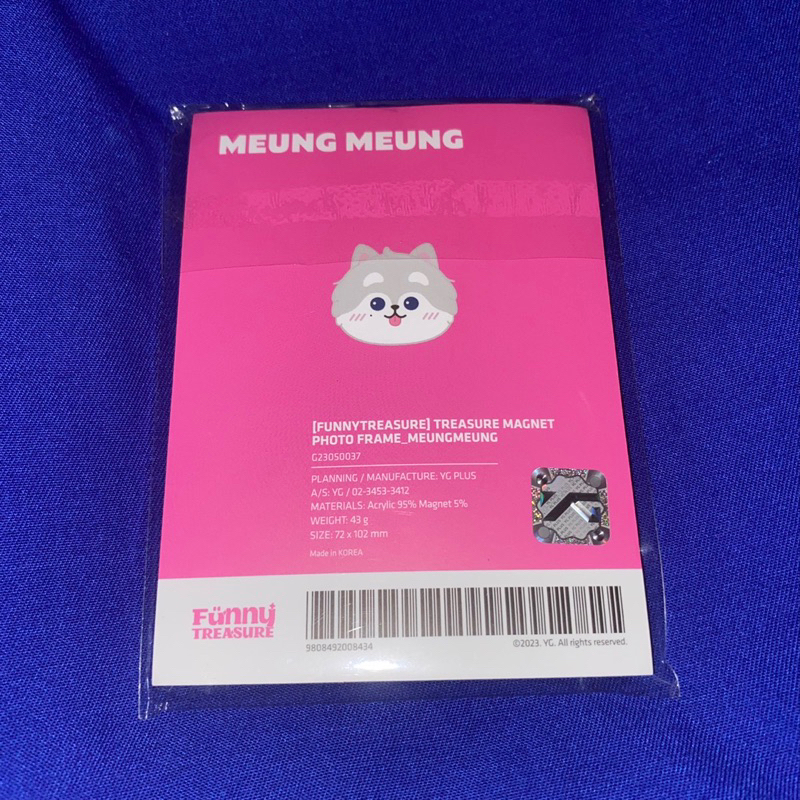 MEUNG MEUNG
[FUNNYTREASURE] TREASURE MAGNET
PHOTO FRAME_MEUNGMEUNG
G230S0037
PLANNING / MANUFACTURE: YG PLUS
A/S: YG / 02-3453-3412
MATERIALS: Acrylic 95% Magnet 5%
WEIGHT: 43 g
SIZE: 72 x 102 mm
Made in KOREA
Fünny
TREASURE
9808492008434
©2023. YG. All rights reserved.